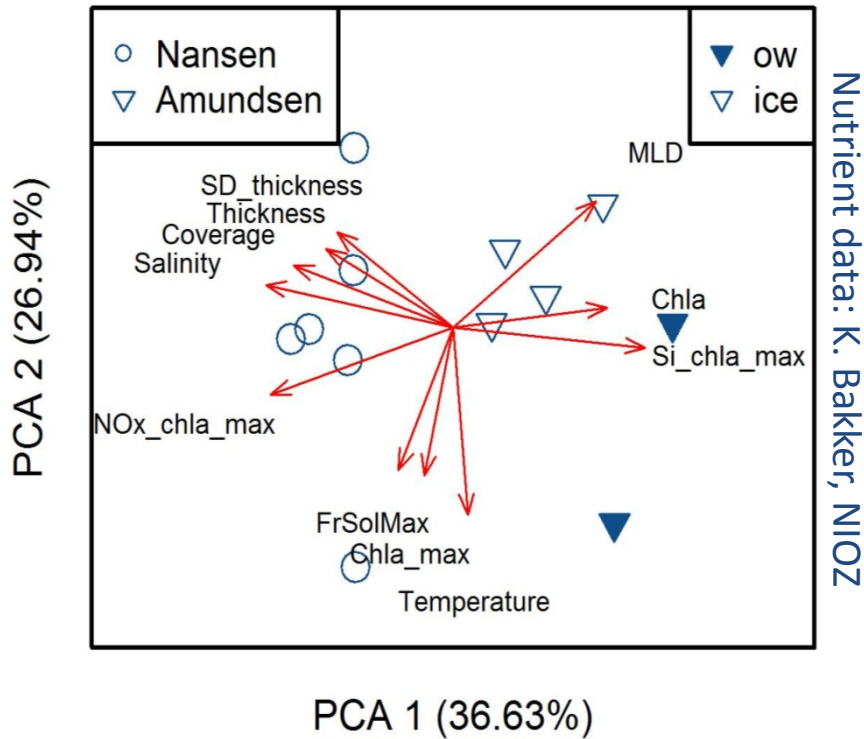 Nansen
Amundsen
ow
ice
MLD
SD_thickness
Thickness
Coverage
Salinity
Chla
Si_chla_max
NOx_chla_max
FrSolMax
Chla_max
Temperature
PCA 2 (26.94%)
PCA 1 (36.63%)
Nutrient data: K. Bakker, NIOZ